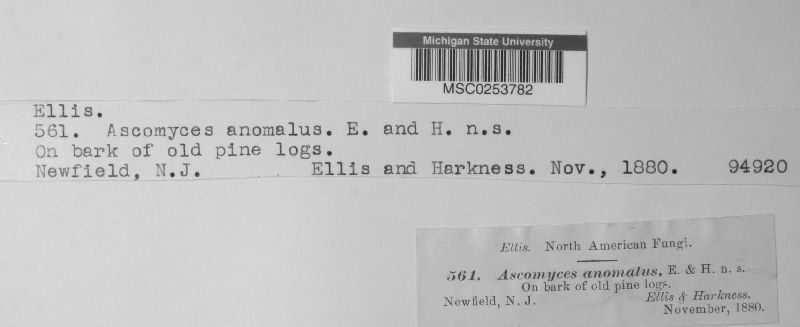 Michigan State University
MSC0253782
Ellis.
561. Ascomyces anomalus. E. and H. n.s.
On bark of old pine logs.
Newfield, N.J. Ellis and Harkness. Nov., 1880. 94920
Ellis. North American Fungi.
561. Ascomyces anomalus, E. & H. n. s.
On bark of old pine logs.
Newfield, N. J. Ellis & Harkness.
November, 1880.